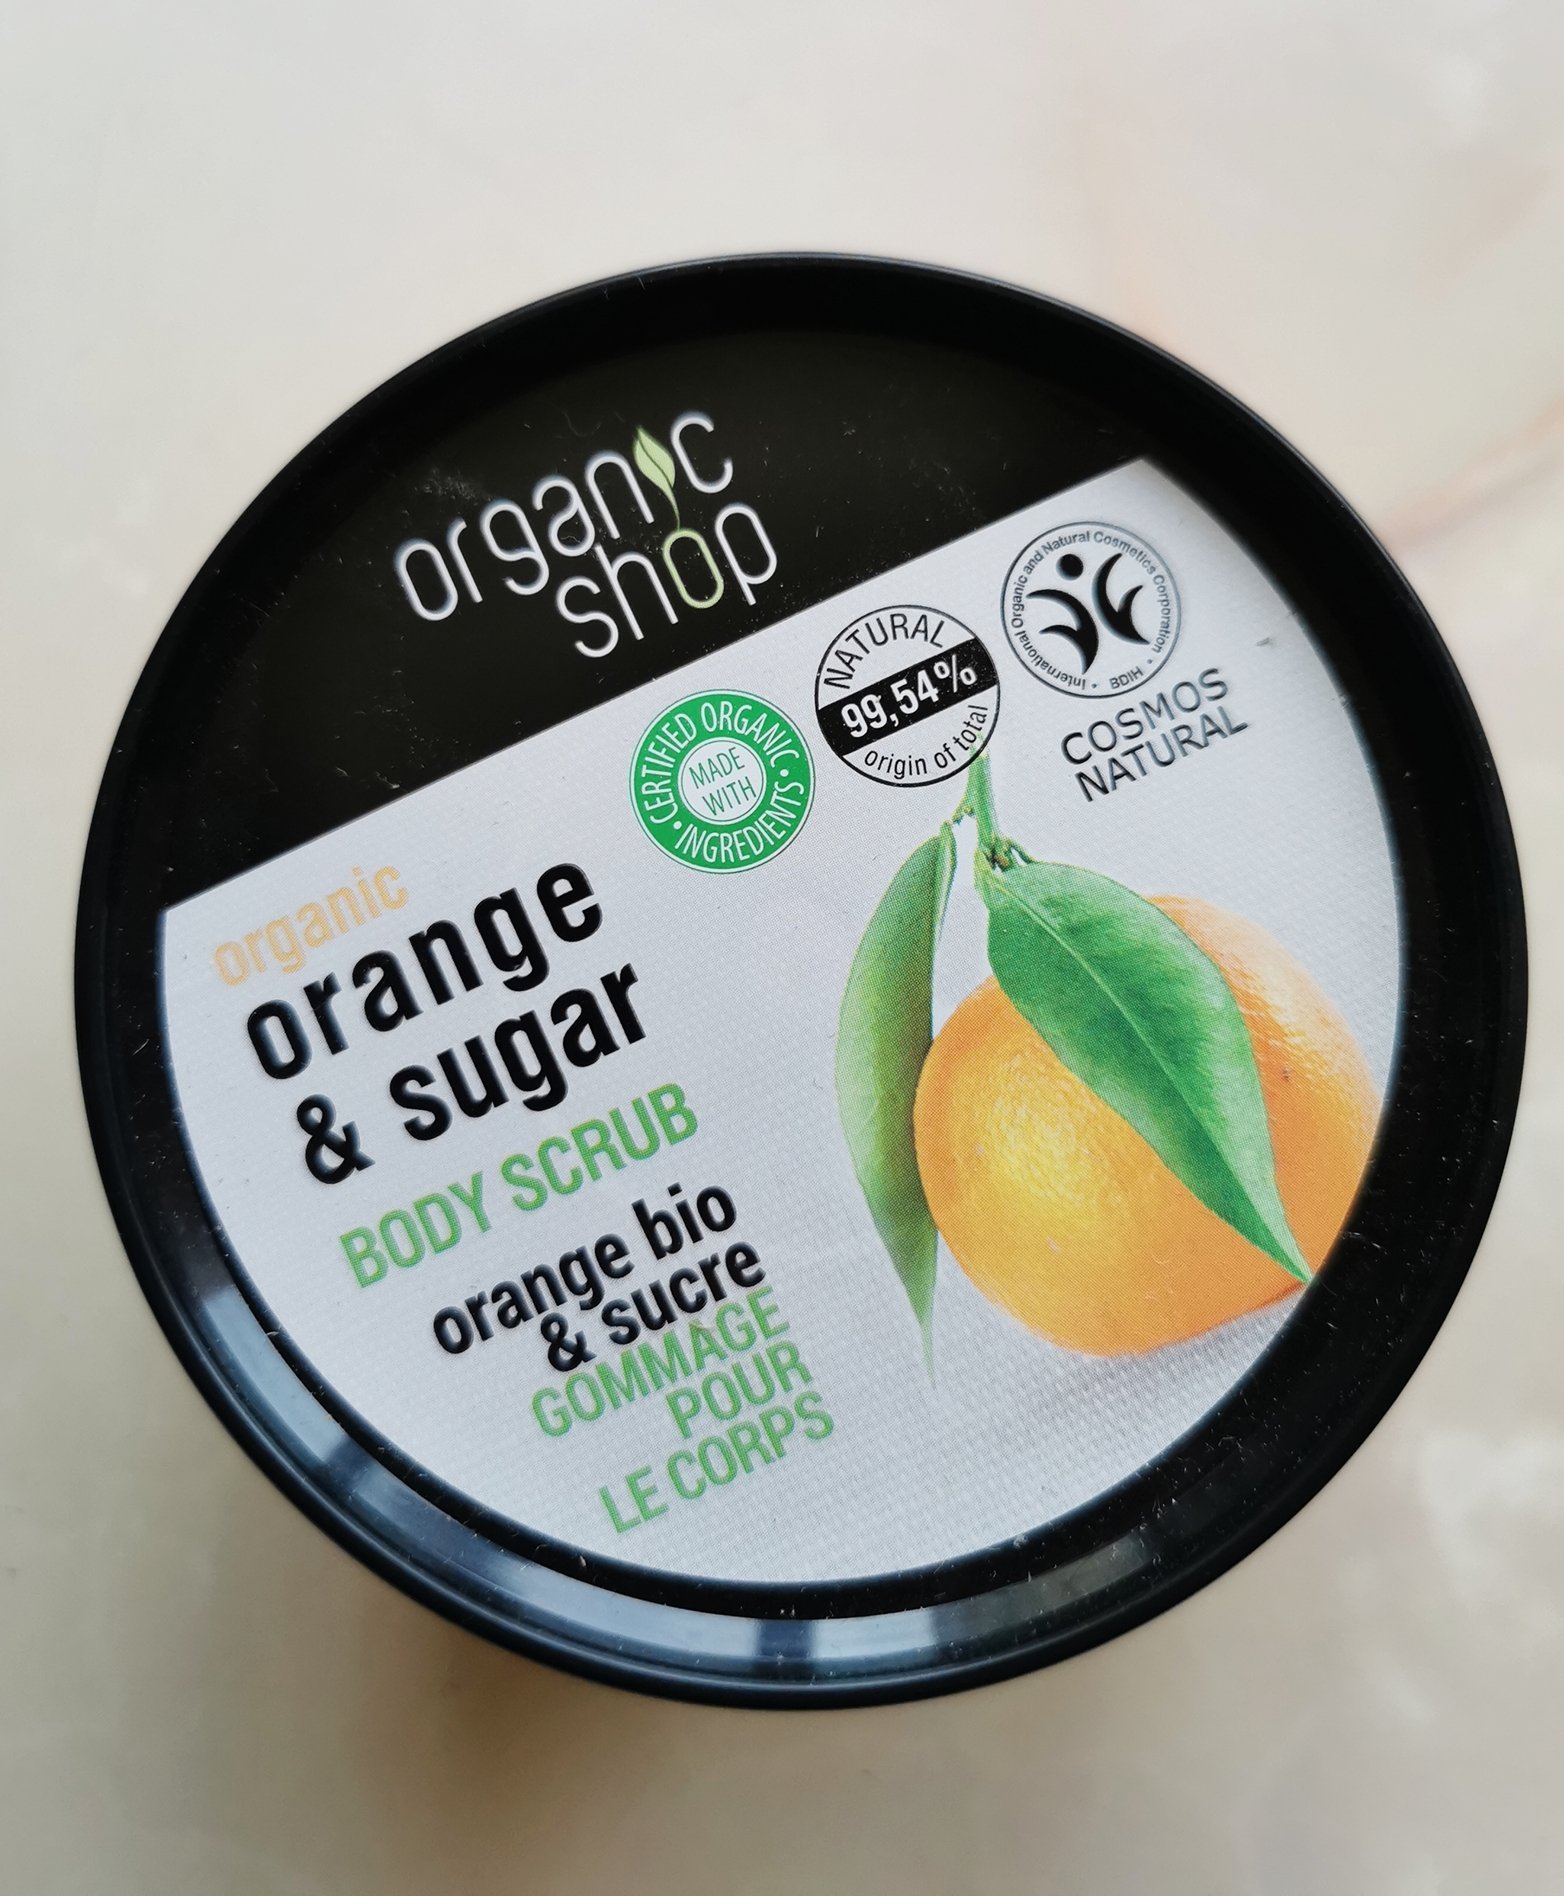 organic
shop
CERTIFIED ORGANIC
MADE
WITH
INGREDIENTS
NATURAL
99,54%
origin of total
International Organic and Natural Cosmetics Corporation • BDIH •
COSMOS
NATURAL
organic
orange
& sugar
BODY SCRUB
orange bio
& sucre
GOMMAGE
POUR
LE CORPS